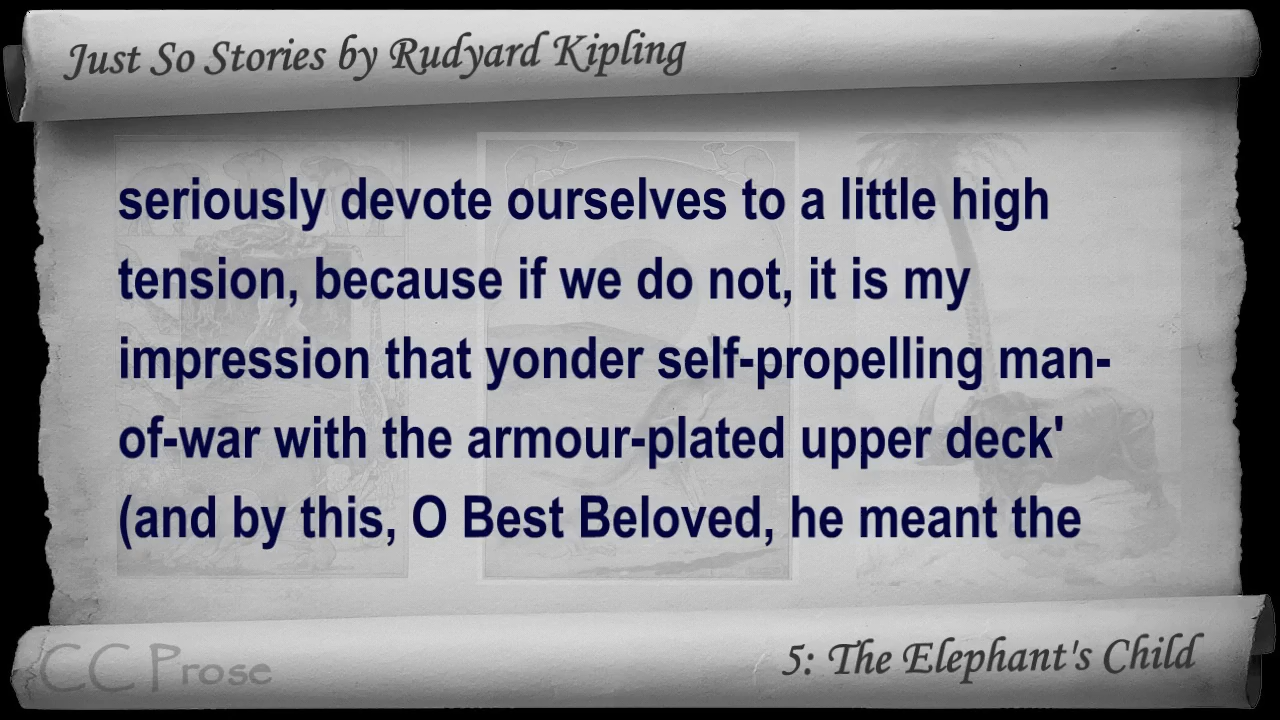 Just So Stories by Rudyard Kipling
seriously devote ourselves to a little high
tension, because if we do not, it is my
impression that yonder self-propelling man-
of-war with the armour-plated upper deck'
(and by this, O Best Beloved, he meant the
CC Prose
5: The Elephant's Child